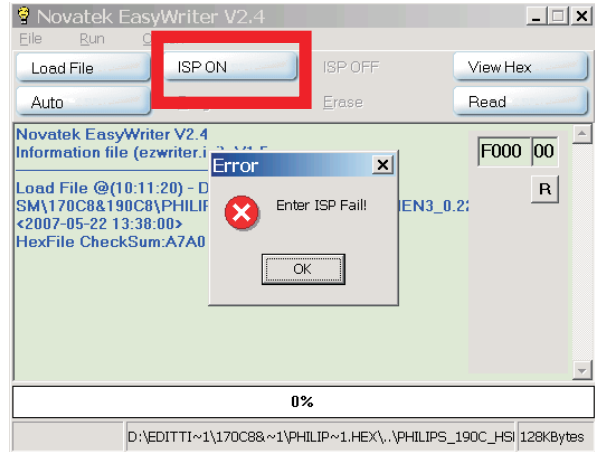 Novatek EasyWriter V2.4
File Run
Load File ISP ON ISP OFF View Hex
Auto Erase Read
Novatek EasyWriter V2.4
Information file (ezwriter.i
F000 00
Error
R
Load File @(10:11:20) - D
SM\170C8&190C8\PHILIP HEN3_0.22
Enter ISP Fail!
<2007-05-22 13:38:00>
HexFile CheckSum:A7A0
OK
0%
D:\EDITTI~1\170C8&~1\PHILIP~1.HEX\..\PHILIPS_190C_HSI 128KBytes